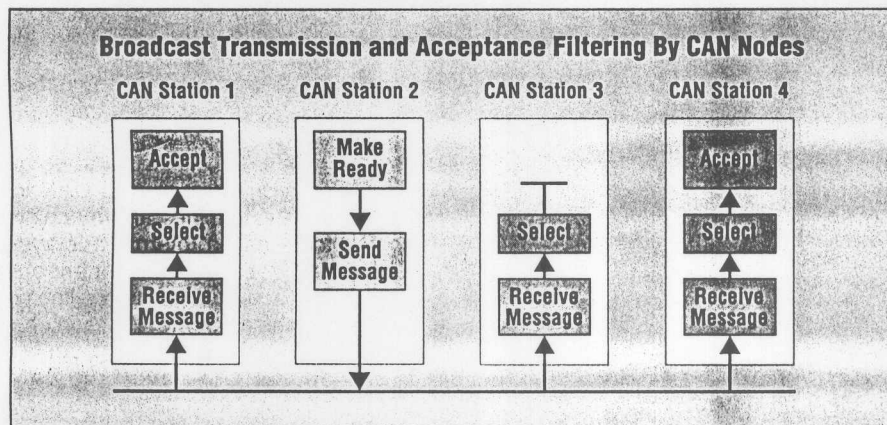 Broadcast Transmission and Acceptance Filtering By CAN Nodes
CAN Station 1
CAN Station 2
CAN Station 3
CAN Station 4
Accept
Select
Receive
Message
Make
Ready
Send
Message
Select
Receive
Message
Accept
Select
Receive
Message